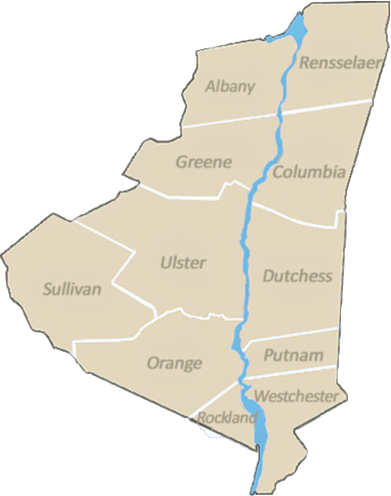 Rensselaer
Albany
Greene
Columbia
Ulster
Dutchess
Sullivan
Orange
Putnam
Westchester
Rockland